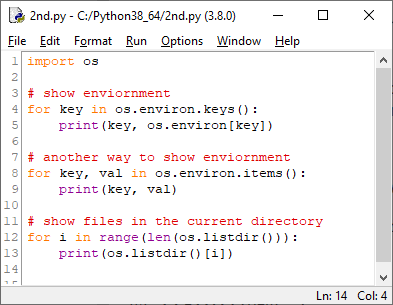 2nd.py - C:/Python38_64/2nd.py (3.8.0)
File Edit Format Run Options Window Help
1 import os
2
3 # show enviornment
4 for key in os.environ.keys():
5     print(key, os.environ[key])
6
7 # another way to show enviornment
8 for key, val in os.environ.items():
9     print(key, val)
10
11 # show files in the current directory
12 for i in range(len(os.listdir())):
13     print(os.listdir()[i])
14
15
Ln: 14 Col: 4